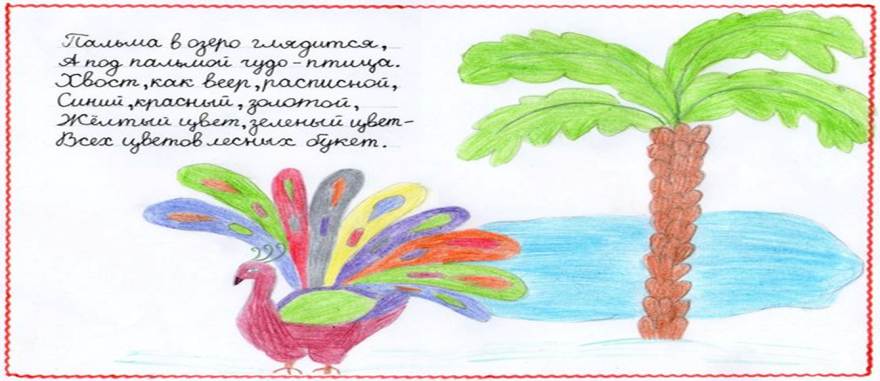 Пальма в озеро глядится,
А под пальмой чудо-птица.
Хвост, как веер, расписной,
Синий, красный, золотой,
Жёлтый цвет, зеленый цвет-
Всех цветов лесных букет.